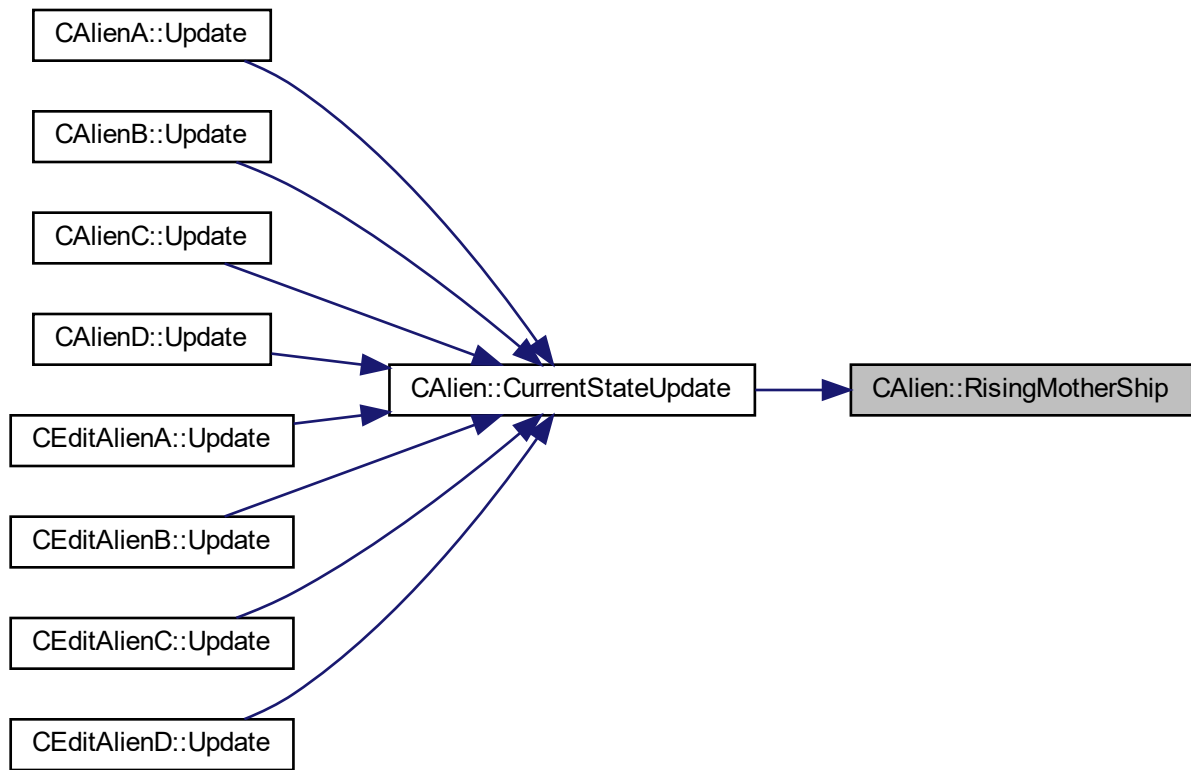 CAlienA::Update
CAlienB::Update
CAlienC::Update
CAlienD::Update
CAlien::CurrentStateUpdate
CAlien::RisingMotherShip
CEditAlienA::Update
CEditAlienB::Update
CEditAlienC::Update
CEditAlienD::Update